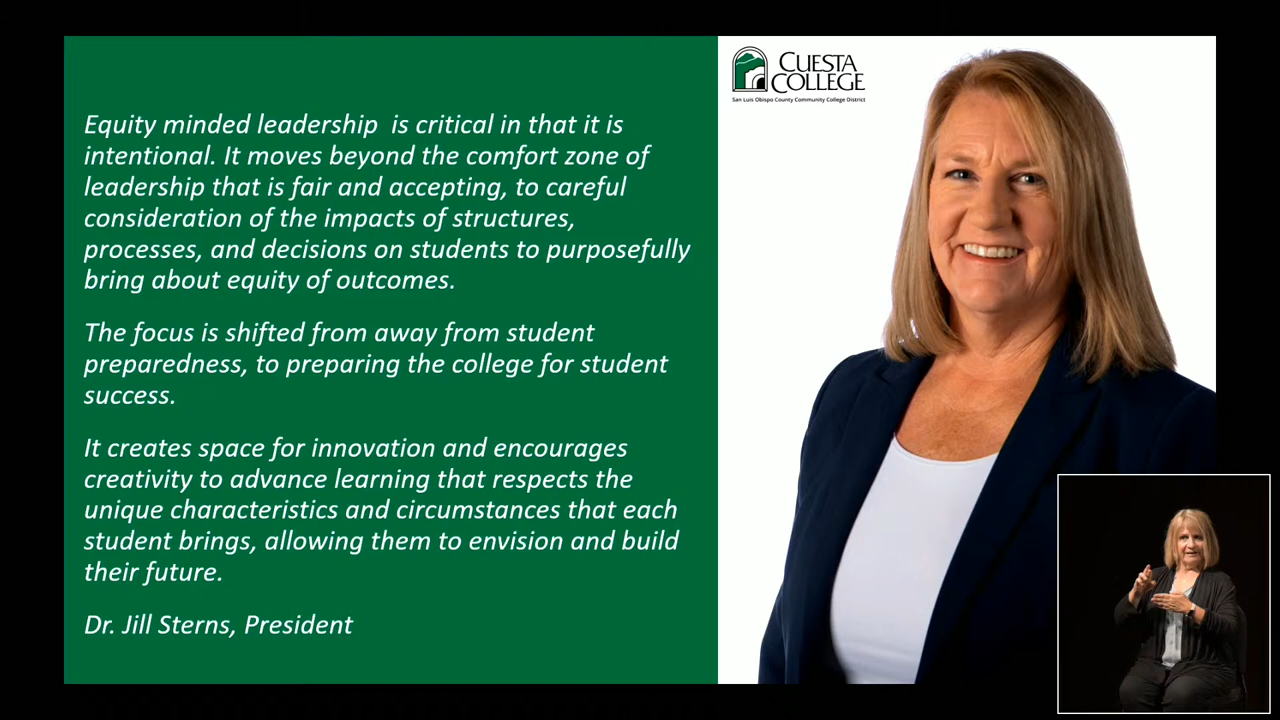 Equity minded leadership  is critical in that it is
intentional. It moves beyond the comfort zone of
leadership that is fair and accepting, to careful
consideration of the impacts of structures,
processes, and decisions on students to purposefully
bring about equity of outcomes.
The focus is shifted from away from student
preparedness, to preparing the college for student
success.
It creates space for innovation and encourages
creativity to advance learning that respects the
unique characteristics and circumstances that each
student brings, allowing them to envision and build
their future.
Dr. Jill Sterns, President
CUESTA
COLLEGE
San Luis Obispo County Community College District